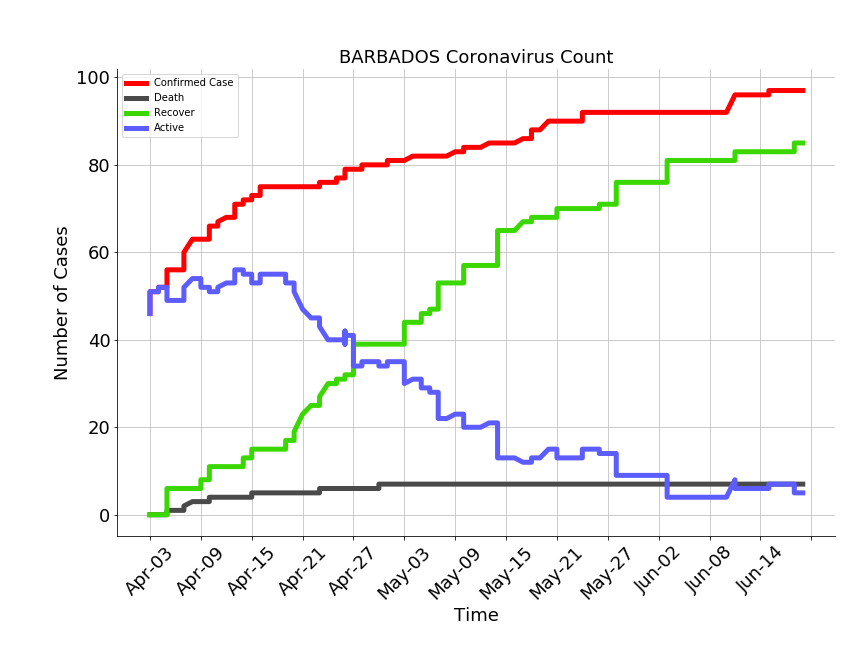 BARBADOS Coronavirus Count
Confirmed Case
Death
Recover
Active
Number of Cases
100
80
60
40
20
0
Apr-03
Apr-09
Apr-15
Apr-21
Apr-27
May-03
May-09
May-15
May-21
May-27
Jun-02
Jun-08
Jun-14
Time